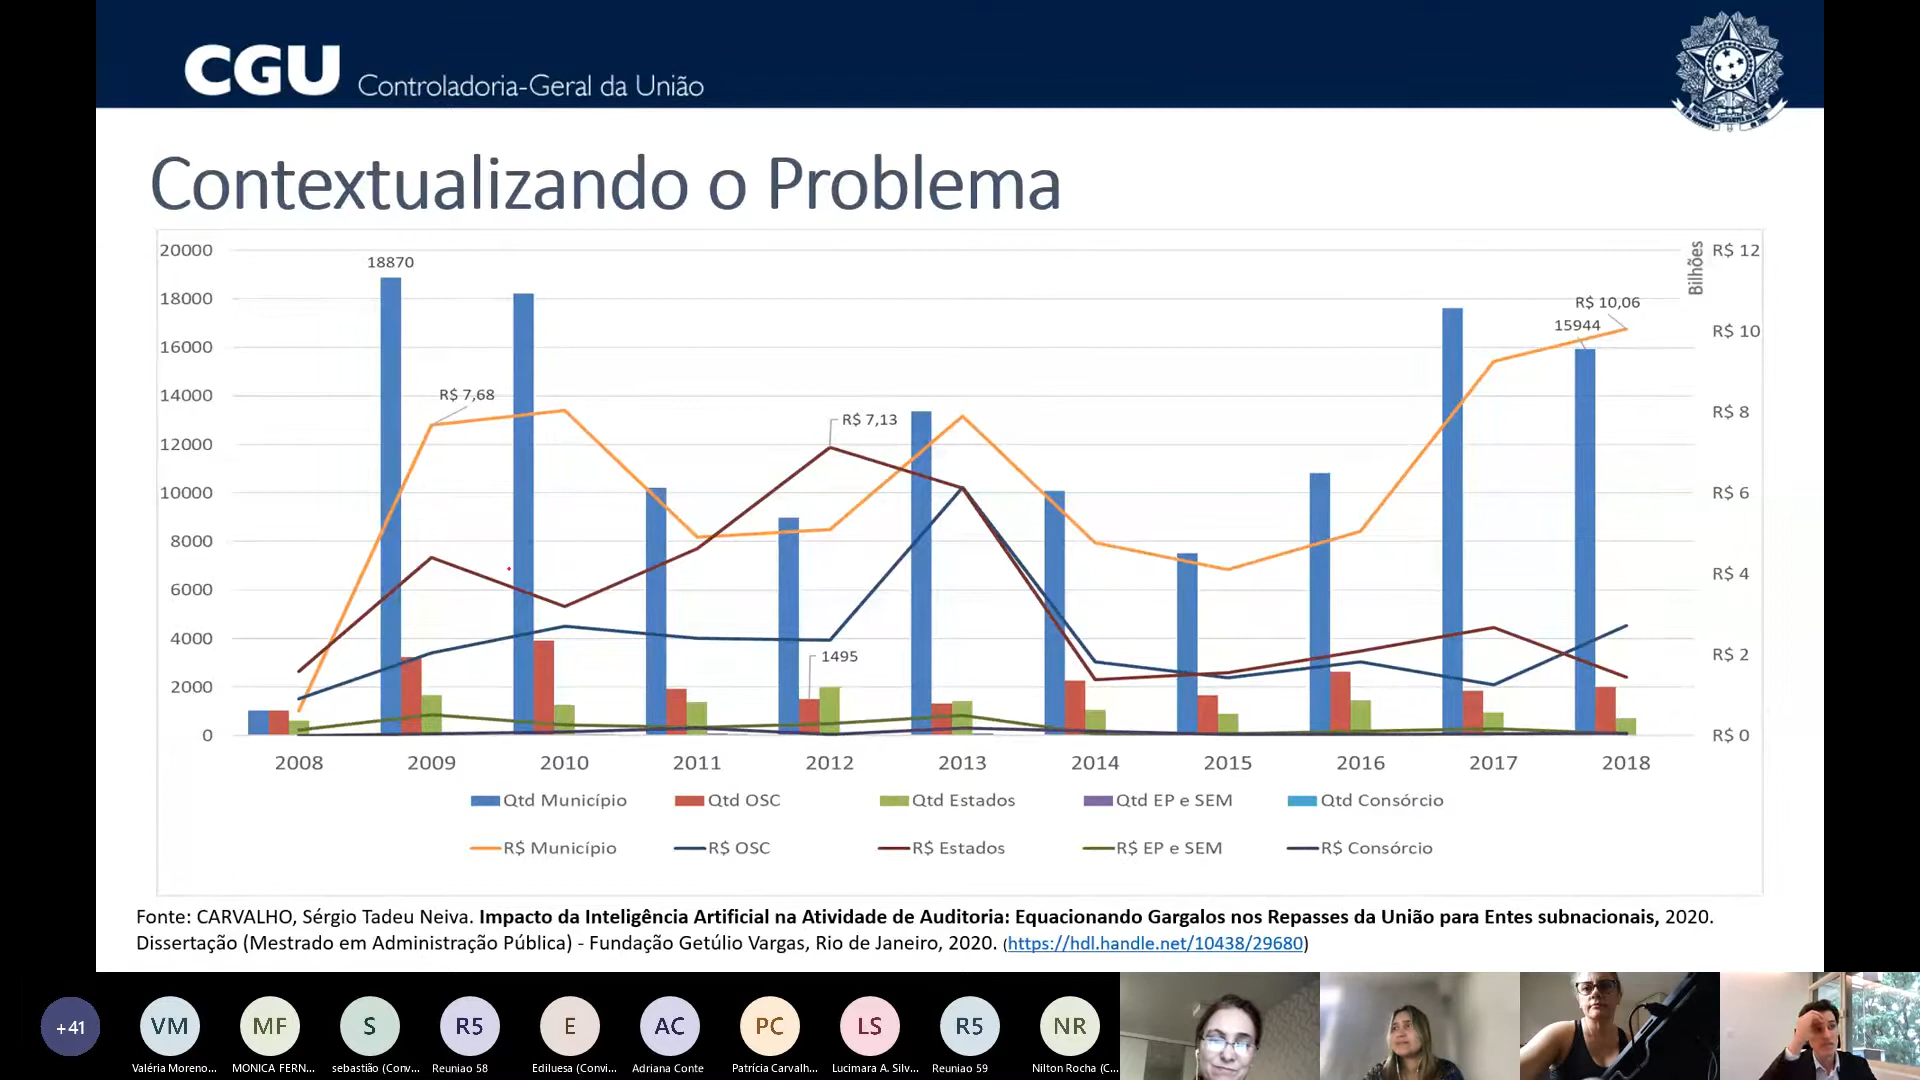 CGU Controladoria-Geral da União
Contextualizando o Problema
20000
18000
16000
14000
12000
10000
8000
6000
4000
2000
0
18870
R$ 7,68
R$ 7,13
1495
R$ 10,06
15944
Bilhões
R$ 12
R$ 10
R$ 8
R$ 6
R$ 4
R$ 2
R$ 0
2008 2009 2010 2011 2012 2013 2014 2015 2016 2017 2018
Qtd Município Qtd OSC Qtd Estados Qtd EP e SEM Qtd Consórcio
R$ Município R$ OSC R$ Estados R$ EP e SEM R$ Consórcio
Fonte: CARVALHO, Sérgio Tadeu Neiva. Impacto da Inteligência Artificial na Atividade de Auditoria: Equacionando Gargalos nos Repasses da União para Entes subnacionais, 2020.
Dissertação (Mestrado em Administração Pública) - Fundação Getúlio Vargas, Rio de Janeiro, 2020. (https://hdl.handle.net/10438/29680)
+41 VM MF S R5 E AC PC LS R5 NR
Valéria Moreno... MONICA FERN... sebastião (Conv... Reuniao 58 Ediluesa (Convi... Adriana Conte Patrícia Carvalh... Lucimara A. Silv... Reuniao 59 Nilton Rocha (C...